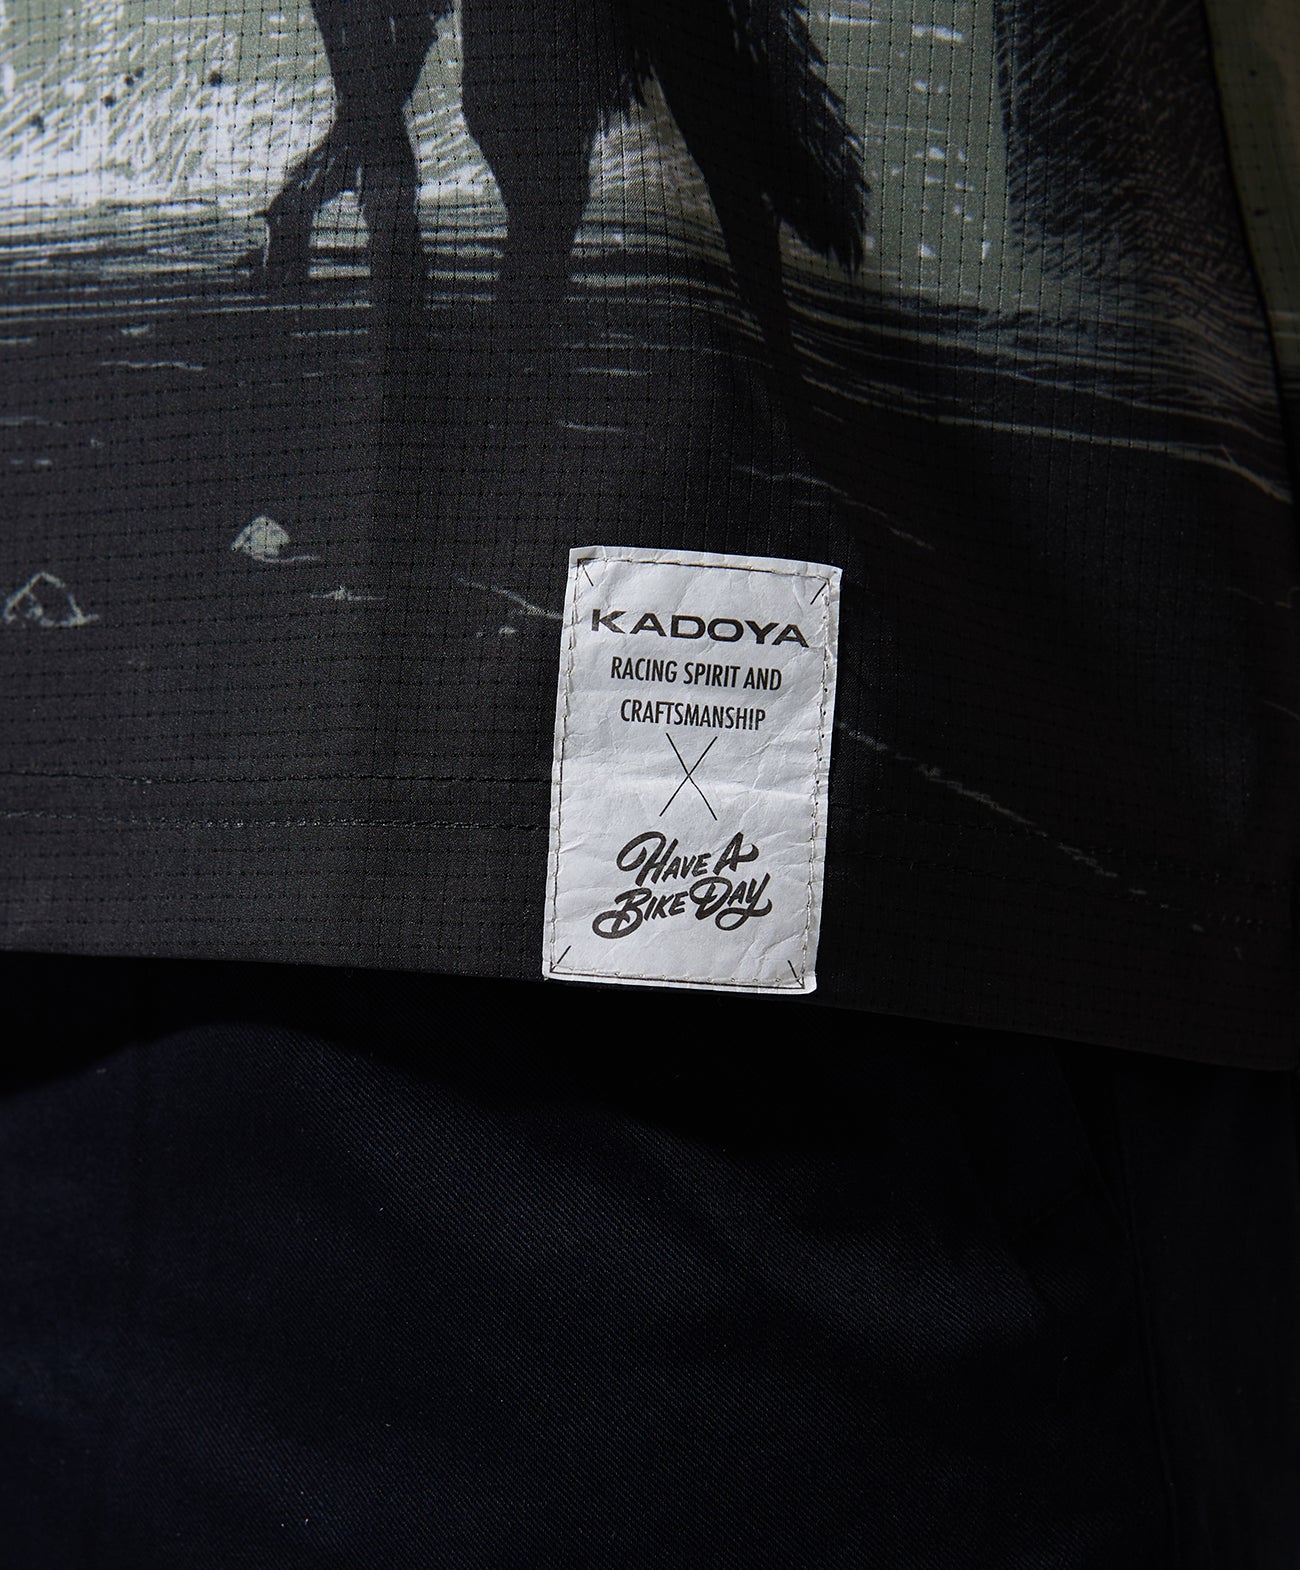 KADOYA
RACING SPIRIT AND
CRAFTSMANSHIP
X
HAVE A
BIKE DAY